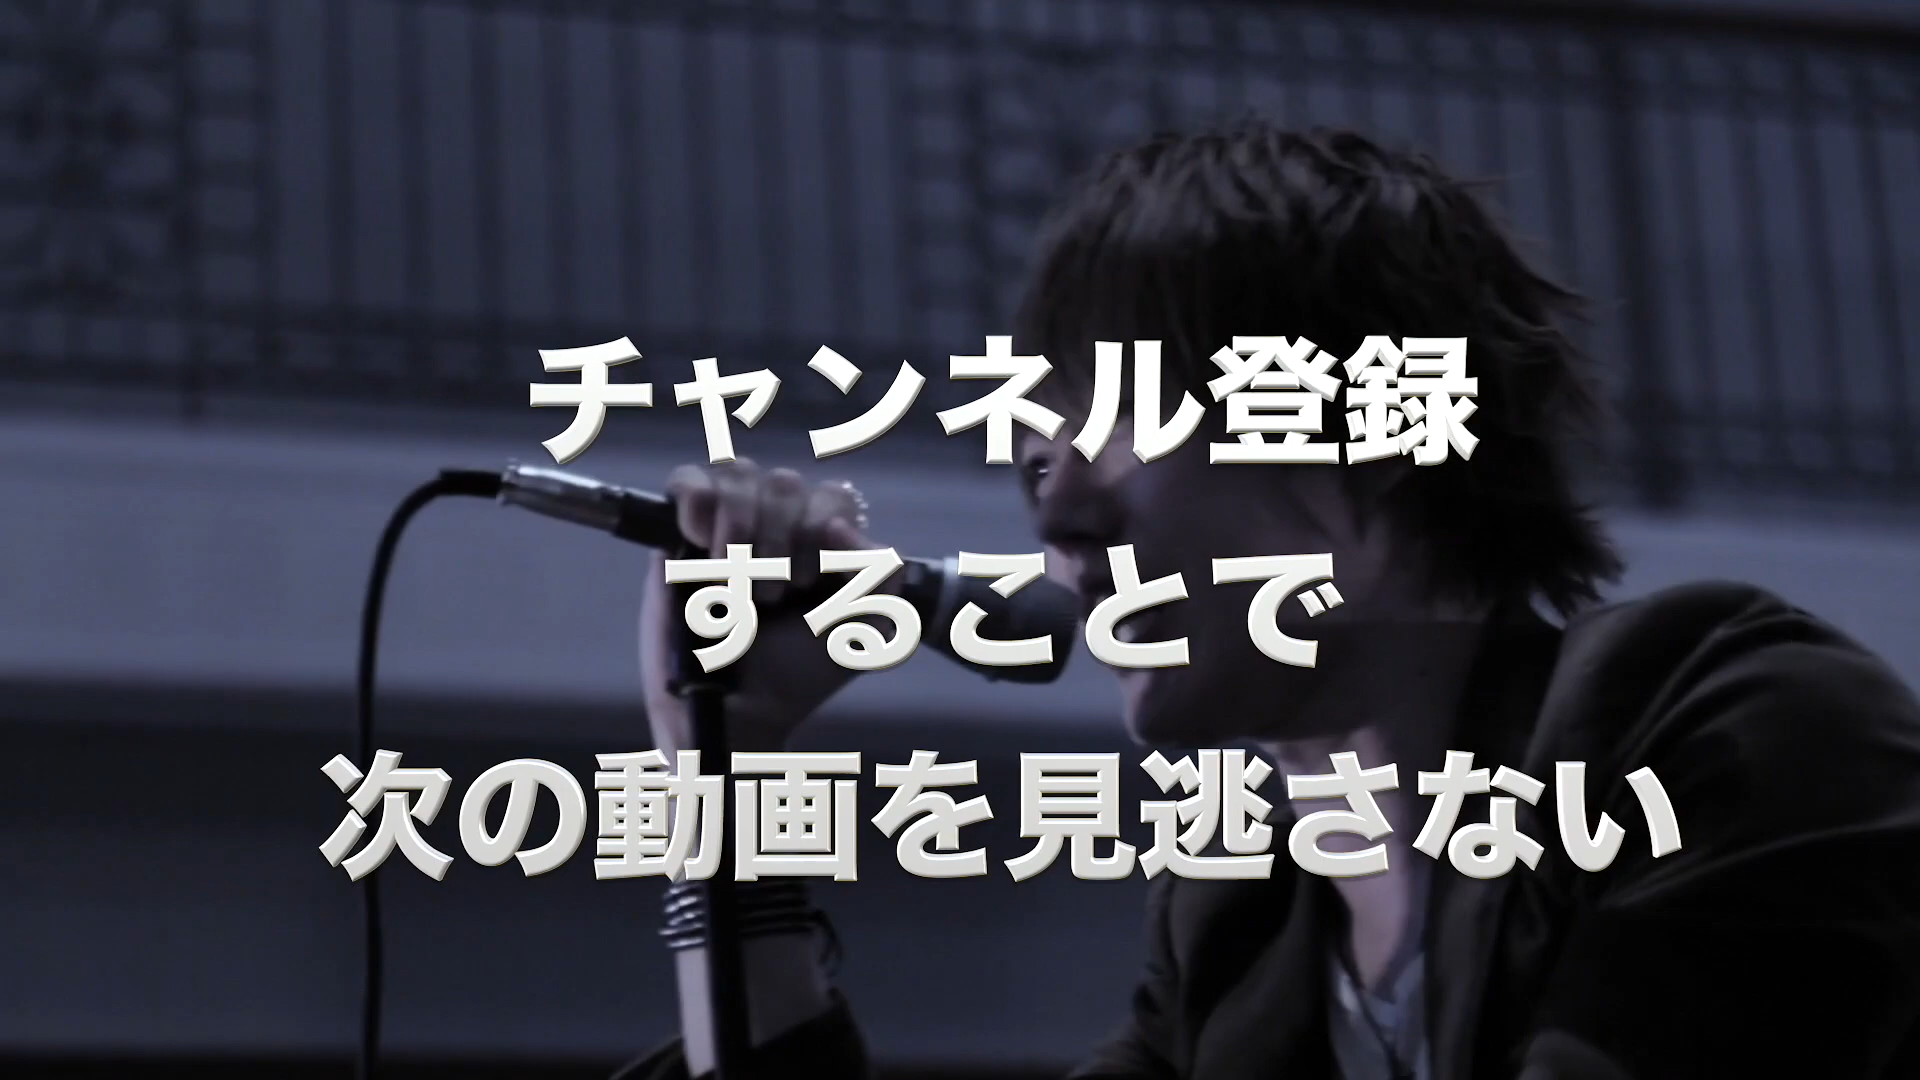 チャンネル登録
することで
次の動画を見逃さない